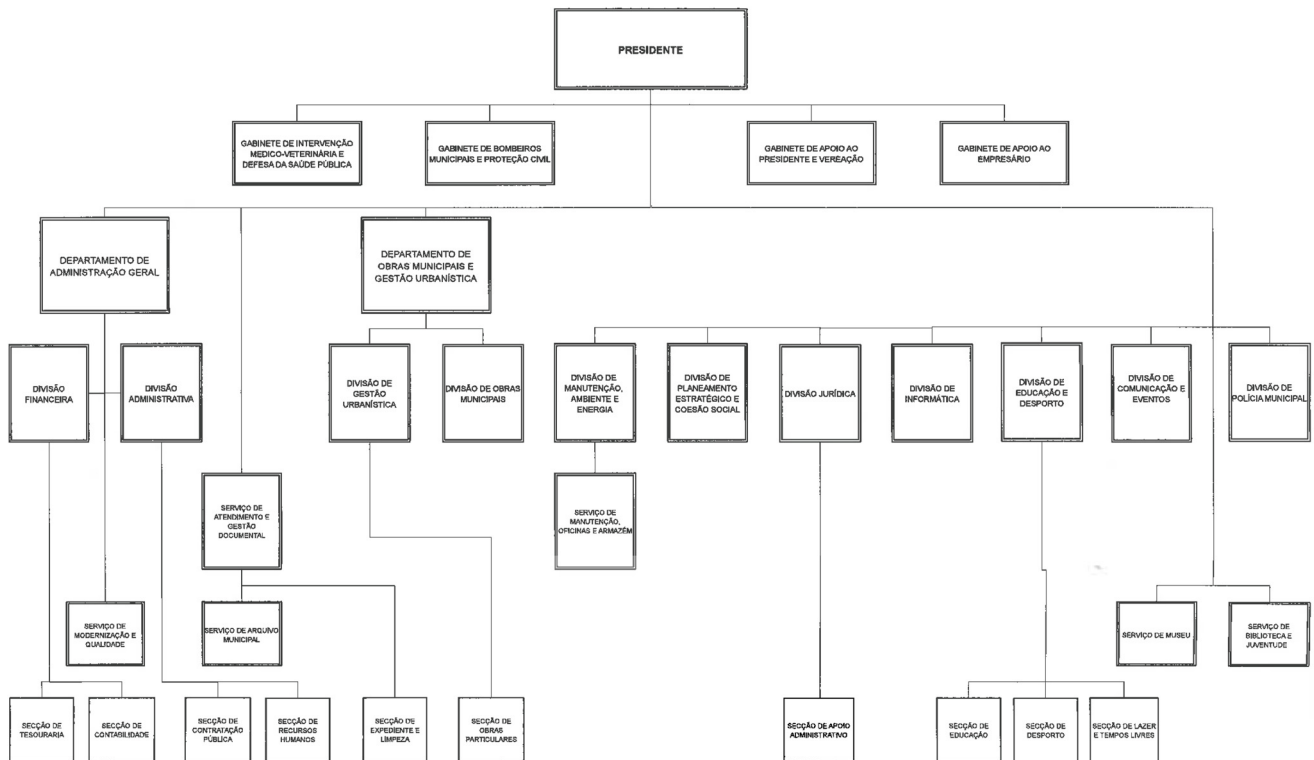 PRESIDENTE
GABINETE DE INTERVENÇÃO
MEDICO-VETERINÁRIA E
DEFESA DA SAÚDE PÚBLICA
GABINETE DE BOMBEIROS
MUNICIPAIS E PROTEÇÃO CIVIL
GABINETE DE APOIO AO
PRESIDENTE E VEREAÇÃO
GABINETE DE APOIO AO
EMPRESÁRIO
DEPARTAMENTO DE
ADMINISTRAÇÃO GERAL
DEPARTAMENTO DE
OBRAS MUNICIPAIS E
GESTÃO URBANÍSTICA
DIVISÃO
FINANCEIRA
DIVISÃO
ADMINISTRATIVA
DIVISÃO DE
GESTÃO
URBANÍSTICA
DIVISÃO DE OBRAS
MUNICIPAIS
DIVISÃO DE
MANUTENÇÃO,
AMBIENTE E
ENERGIA
DIVISÃO DE
PLANEAMENTO
ESTRATÉGICO E
COESÃO SOCIAL
DIVISÃO JURÍDICA
DIVISÃO DE
INFORMÁTICA
DIVISÃO DE
EDUCAÇÃO E
DESPORTO
DIVISÃO DE
COMUNICAÇÃO E
EVENTOS
DIVISÃO DE
POLÍCIA MUNICIPAL
SERVIÇO DE
ATENDIMENTO E
GESTÃO
DOCUMENTAL
SERVIÇO DE
MANUTENÇÃO,
OFICINAS E ARMAZÉM
SERVIÇO DE
MODERNIZAÇÃO E
QUALIDADE
SERVIÇO DE ARQUIVO
MUNICIPAL
SERVIÇO DE MUSEU
SERVIÇO DE
BIBLIOTECA E
JUVENTUDE
SECÇÃO DE
TESOURARIA
SECÇÃO DE
CONTABILIDADE
SECÇÃO DE
CONTRATAÇÃO
PÚBLICA
SECÇÃO DE
RECURSOS
HUMANOS
SECÇÃO DE
EXPEDIENTE E
LIMPEZA
SECÇÃO DE
OBRAS
PARTICULARES
SECÇÃO DE APOIO
ADMINISTRATIVO
SECÇÃO DE
EDUCAÇÃO
SECÇÃO DE
DESPORTO
SECÇÃO DE LAZER
E TEMPOS LIVRES